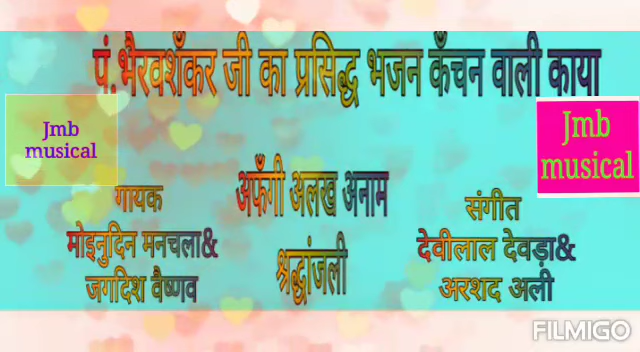 पं.भैरवशँकर जी का प्रसिद्ध भजन कँचन वाली काया
Jmb
musical
Jmb
musical
गायक
मोइनुदिन मनचला&
जगदिश वैष्णव
अफँगी अलख अनाम
श्रद्धांजली
संगीत
देवीलाल देवड़ा&
अरशद अली
FILMIGO